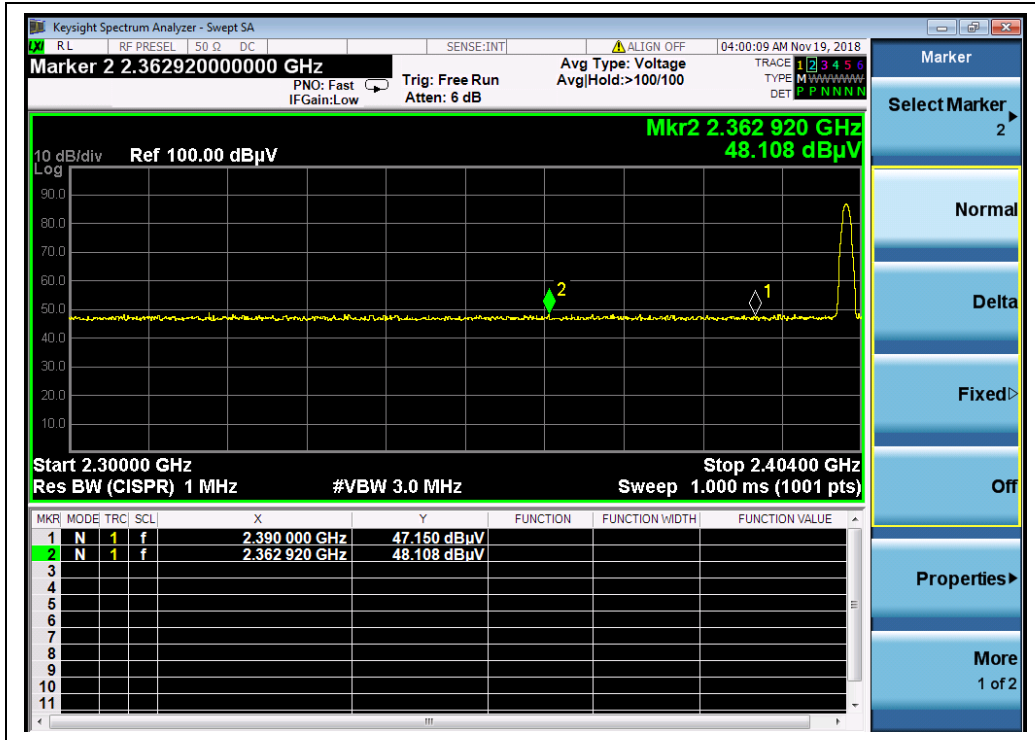 Keysight Spectrum Analyzer - Swept SA
LXI RL RF PRESEL 50 Ω DC SENSE:INT ALIGN OFF 04:00:09 AM Nov 19, 2018
Marker 2 2.362920000000 GHz
PNO: Fast
IFGain:Low
Trig: Free Run
Atten: 6 dB
Avg Type: Voltage
Avg|Hold:>100/100
TRACE 1 2 3 4 5 6
TYPE M WWWWW
DET P P N N N N
Mkr2 2.362 920 GHz
48.108 dBµV
10 dB/div Ref 100.00 dBµV
Log
90.0
80.0
70.0
60.0
50.0
40.0
30.0
20.0
10.0
2
1
Start 2.30000 GHz Stop 2.40400 GHz
Res BW (CISPR) 1 MHz #VBW 3.0 MHz Sweep 1.000 ms (1001 pts)
MKR MODE TRC SCL X Y FUNCTION FUNCTION WIDTH FUNCTION VALUE
1 N 1 f 2.390 000 GHz 47.150 dBµV
2 N 1 f 2.362 920 GHz 48.108 dBµV
3
4
5
6
7
8
9
10
11
Marker
Select Marker
2
Normal
Delta
Fixed
Off
Properties
More
1 of 2